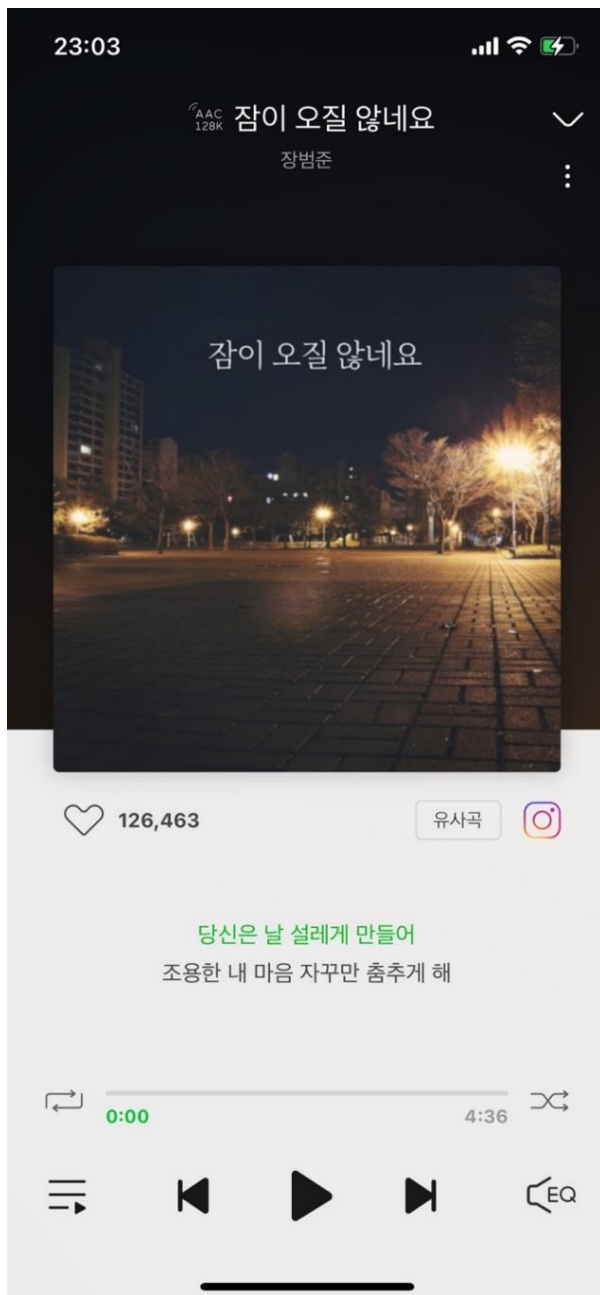 23:03
AAC
128K
잠이 오질 않네요
장범준
잠이 오질 않네요
126,463
유사곡
당신은 날 설레게 만들어
조용한 내 마음 자꾸만 춤추게 해
0:00
4:36
EQ